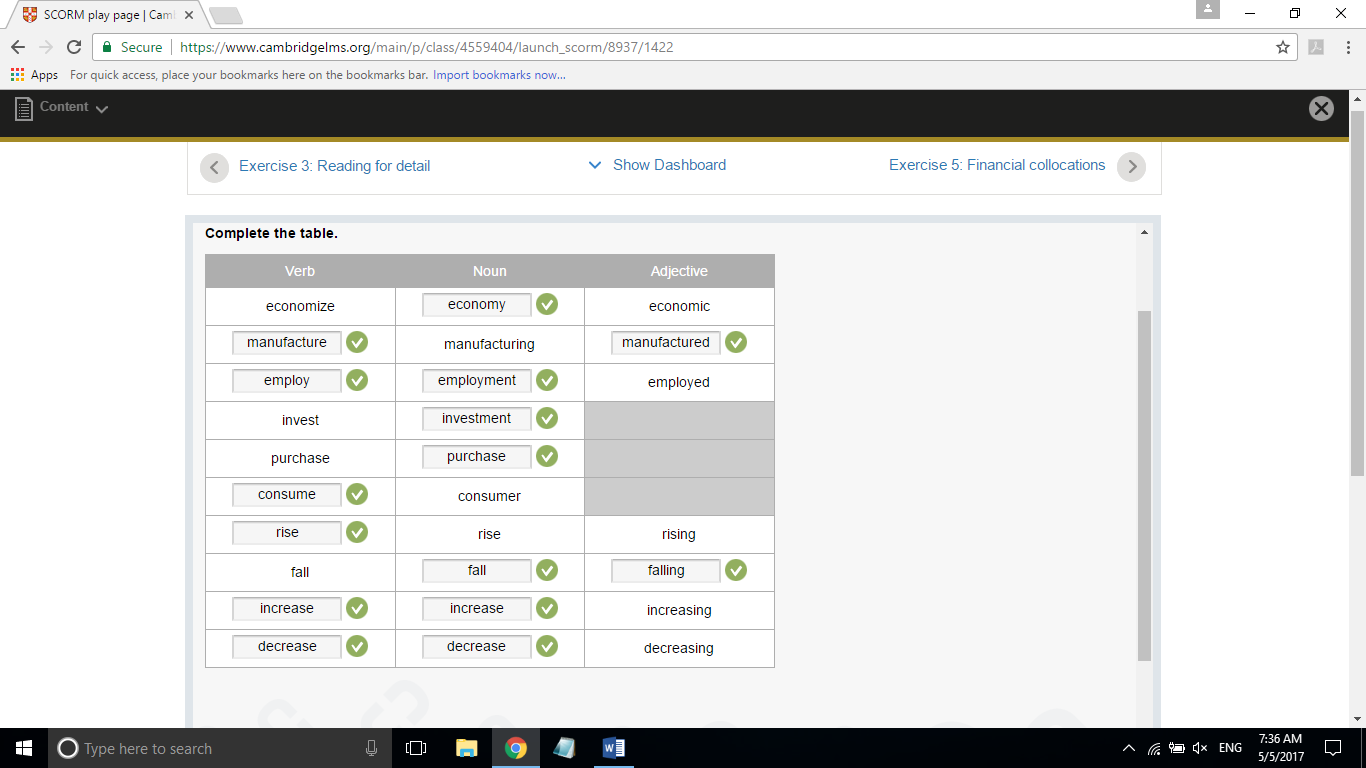 SCORM play page | Cam
Secure https://www.cambridgelms.org/main/p/class/4559404/launch_scorm/8937/1422
Apps For quick access, place your bookmarks here on the bookmarks bar. Import bookmarks now...
Content
Exercise 3: Reading for detail Show Dashboard Exercise 5: Financial collocations
Complete the table.
Verb Noun Adjective
economize economy economic
manufacture manufacturing manufactured
employ employment employed
invest investment
purchase purchase
consume consumer
rise rise rising
fall fall falling
increase increase increasing
decrease decrease decreasing
Type here to search ENG 7:36 AM
5/5/2017